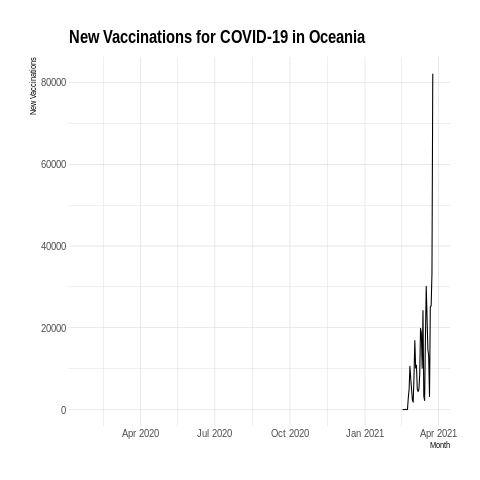 New Vaccinations for COVID-19 in Oceania
New Vaccinations
80000
60000
40000
20000
0
Apr 2020 Jul 2020 Oct 2020 Jan 2021 Apr 2021
Month